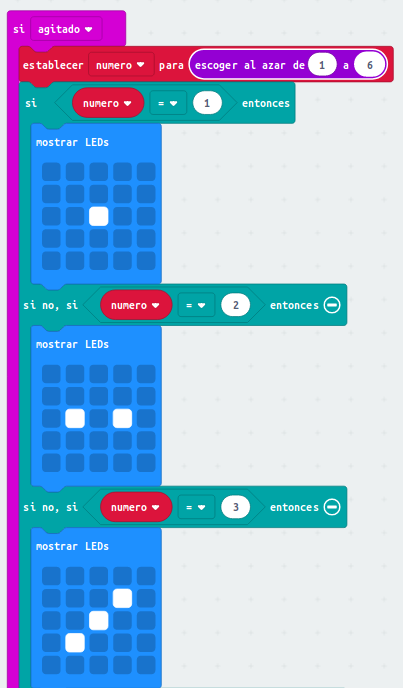 si agitado
establecer numero para escoger al azar de 1 a 6
si numero = 1 entonces
mostrar LEDs
si no, si numero = 2 entonces
mostrar LEDs
si no, si numero = 3 entonces
mostrar LEDs